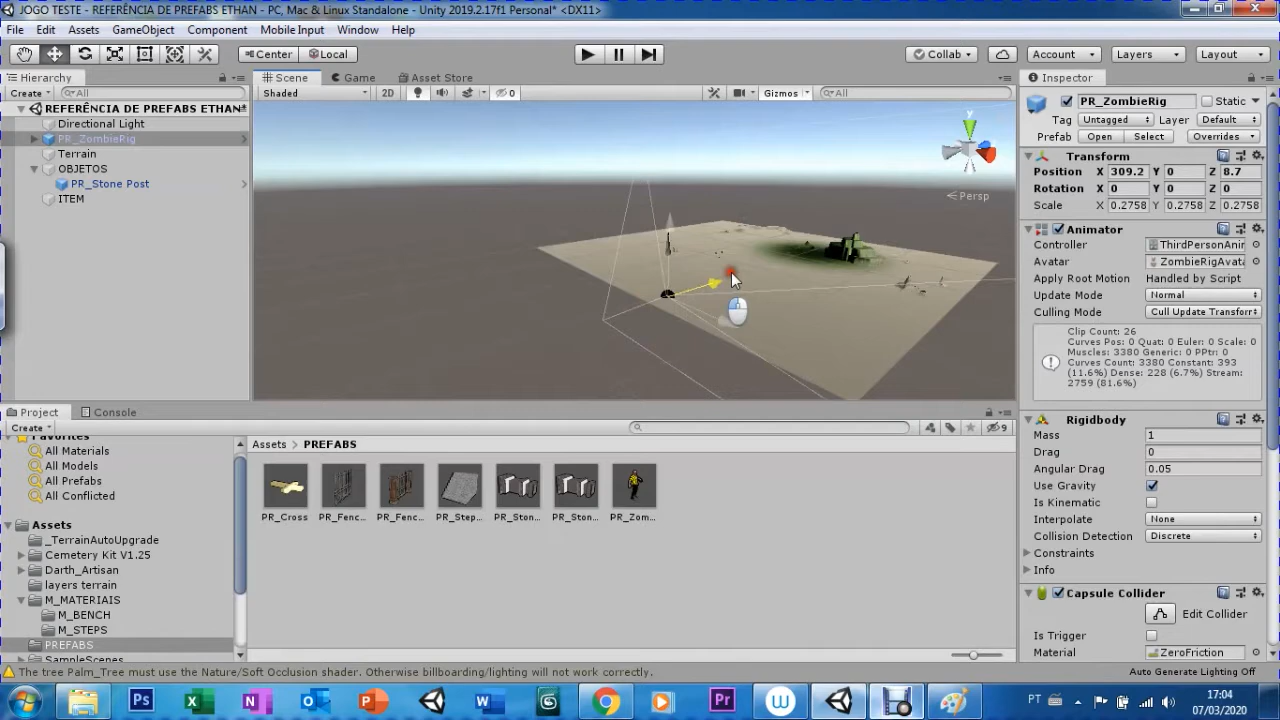 JOGO TESTE - REFERÊNCIA DE PREFABS ETHAN - PC, Mac & Linux Standalone - Unity 2019.2.17f1 Personal* <DX11>
File Edit Assets GameObject Component Mobile Input Window Help
Center Local Collab Account Layers Layout
Hierarchy Scene Game Asset Store Inspector
Create All Shaded 2D 0 Gizmos All
REFERÊNCIA DE PREFABS ETHAN*
Directional Light
PR_ZombieRig
Terrain
OBJETOS
PR_Stone Post
ITEM
y
Persp
PR_ZombieRig Static
Tag Untagged Layer Default
Prefab Open Select Overrides
Transform
Position X 309.2 Y 0 Z 8.7
Rotation X 0 Y 0 Z 0
Scale X 0.2758 Y 0.2758 Z 0.2758
Animator
Controller ThirdPersonAnir
Avatar ZombieRigAvata
Apply Root Motion Handled by Script
Update Mode Normal
Culling Mode Cull Update Transforr
Clip Count: 26
Curves Pos: 0 Quat: 0 Euler: 0 Scale: 0
Muscles: 3380 Generic: 0 PPtr: 0
Curves Count: 3380 Constant: 393
(11.6%) Dense: 228 (6.7%) Stream:
2759 (81.6%)
Rigidbody
Mass 1
Drag 0
Angular Drag 0.05
Use Gravity
Is Kinematic
Interpolate None
Collision Detection Discrete
Constraints
Info
Capsule Collider
Edit Collider
Is Trigger
Material ZeroFriction
Project Console
Create 9
Favorites
All Materials
All Models
All Prefabs
All Conflicted
Assets
_TerrainAutoUpgrade
Cemetery Kit V1.25
Darth_Artisan
layers terrain
M_MATERIAIS
M_BENCH
M_STEPS
PREFABS
SampleScenes
Assets PREFABS
PR_Cross PR_Fenc... PR_Fenc... PR_Step... PR_Ston... PR_Ston... PR_Zom...
The tree Palm_Tree must use the Nature/Soft Occlusion shader. Otherwise billboarding/lighting will not work correctly.
Auto Generate Lighting Off
PT 17:04
07/03/2020